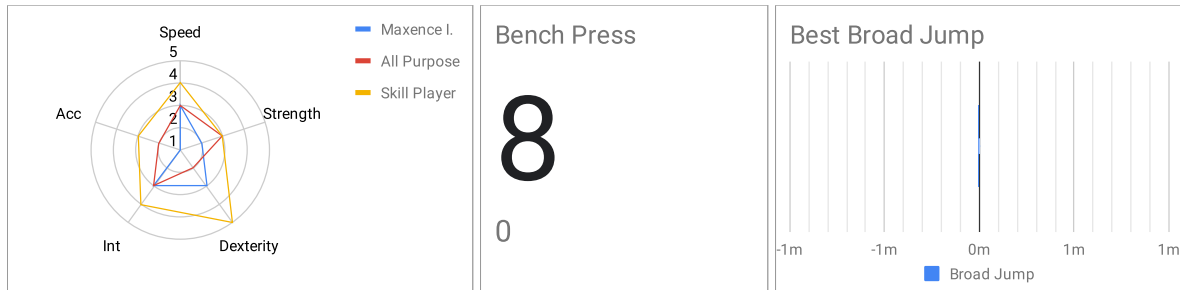 Speed
5
4
3
2
1
Acc
Strength
Int
Dexterity
Maxence I.
All Purpose
Skill Player
Bench Press
8
0
Best Broad Jump
-1m -1m 0m 1m 1m
Broad Jump